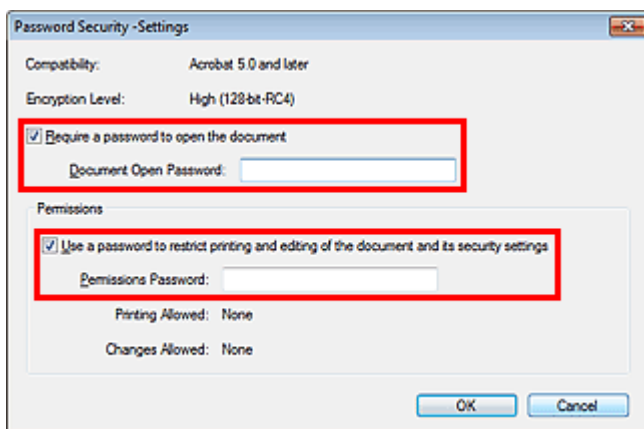 Password Security -Settings
Compatibility: Acrobat 5.0 and later
Encryption Level: High (128-bit-RC4)
Require a password to open the document
Document Open Password:
Permissions
Use a password to restrict printing and editing of the document and its security settings
Permissions Password:
Printing Allowed: None
Changes Allowed: None
OK Cancel